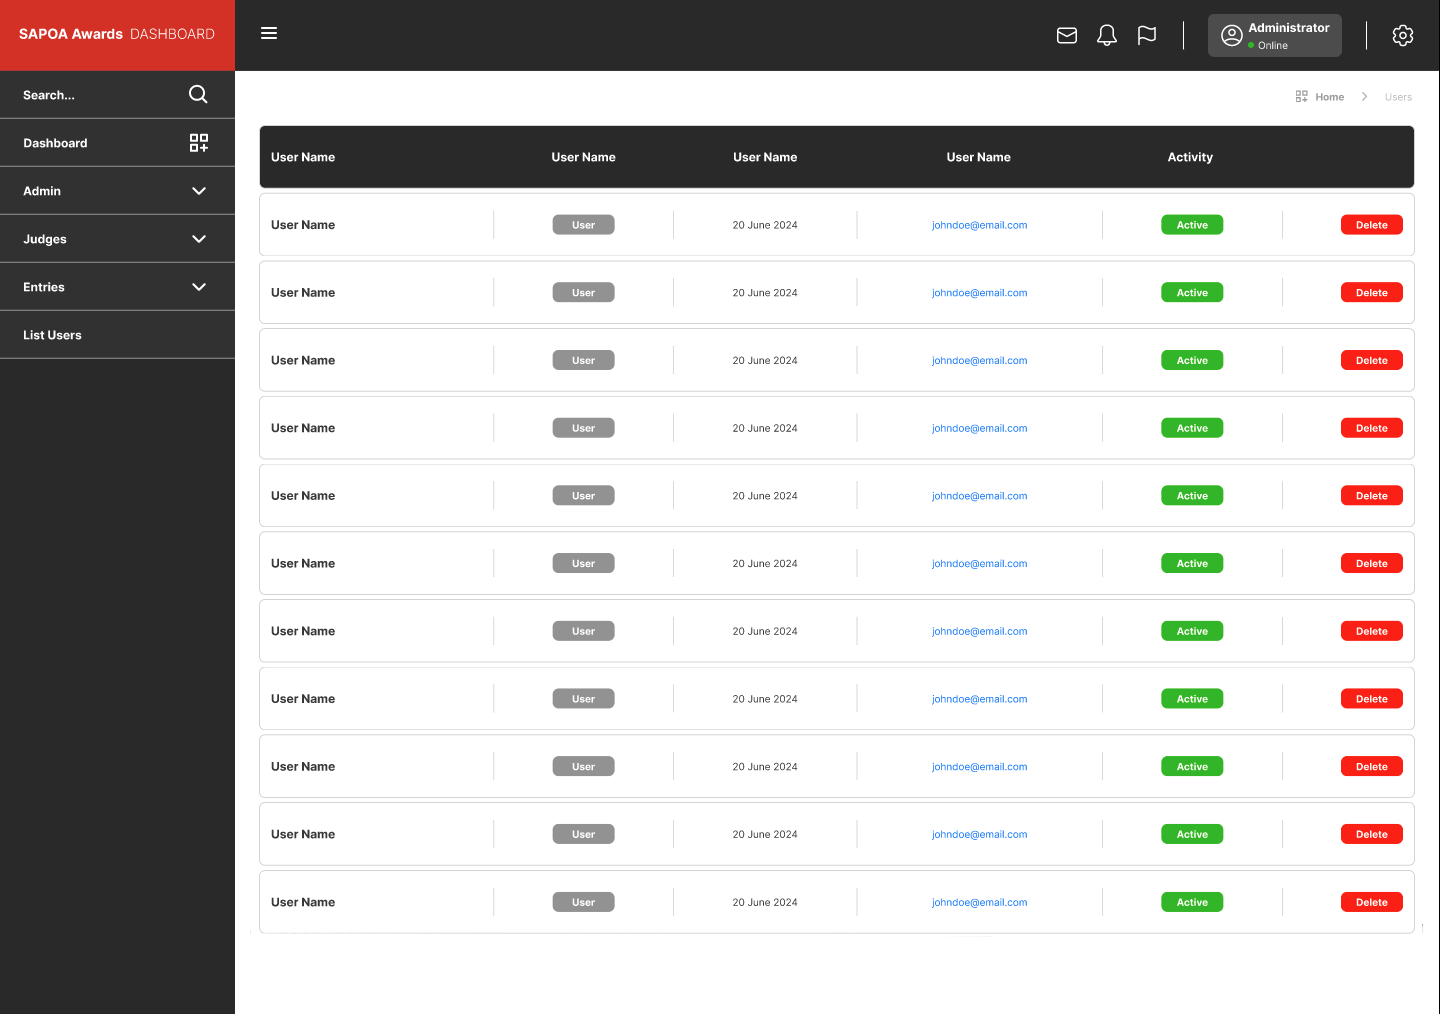 SAPOA Awards DASHBOARD
Administrator
Online
Search...
Dashboard
Admin
Judges
Entries
List Users
Home > Users
User Name User Name User Name User Name Activity
User Name User 20 June 2024 johndoe@email.com Active Delete
User Name User 20 June 2024 johndoe@email.com Active Delete
User Name User 20 June 2024 johndoe@email.com Active Delete
User Name User 20 June 2024 johndoe@email.com Active Delete
User Name User 20 June 2024 johndoe@email.com Active Delete
User Name User 20 June 2024 johndoe@email.com Active Delete
User Name User 20 June 2024 johndoe@email.com Active Delete
User Name User 20 June 2024 johndoe@email.com Active Delete
User Name User 20 June 2024 johndoe@email.com Active Delete
User Name User 20 June 2024 johndoe@email.com Active Delete
User Name User 20 June 2024 johndoe@email.com Active Delete